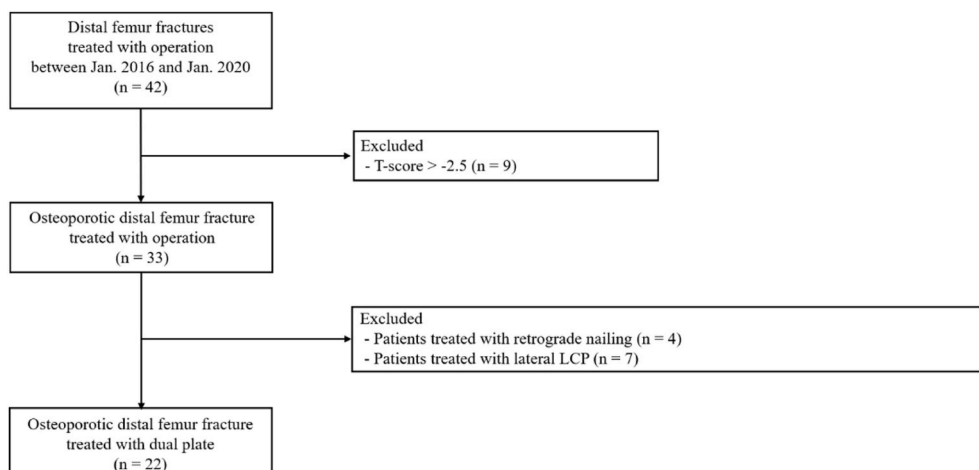 Distal femur fractures
treated with operation
between Jan. 2016 and Jan. 2020
(n = 42)
Excluded
- T-score > -2.5 (n = 9)
Osteoporotic distal femur fracture
treated with operation
(n = 33)
Excluded
- Patients treated with retrograde nailing (n = 4)
- Patients treated with lateral LCP (n = 7)
Osteoporotic distal femur fracture
treated with dual plate
(n = 22)